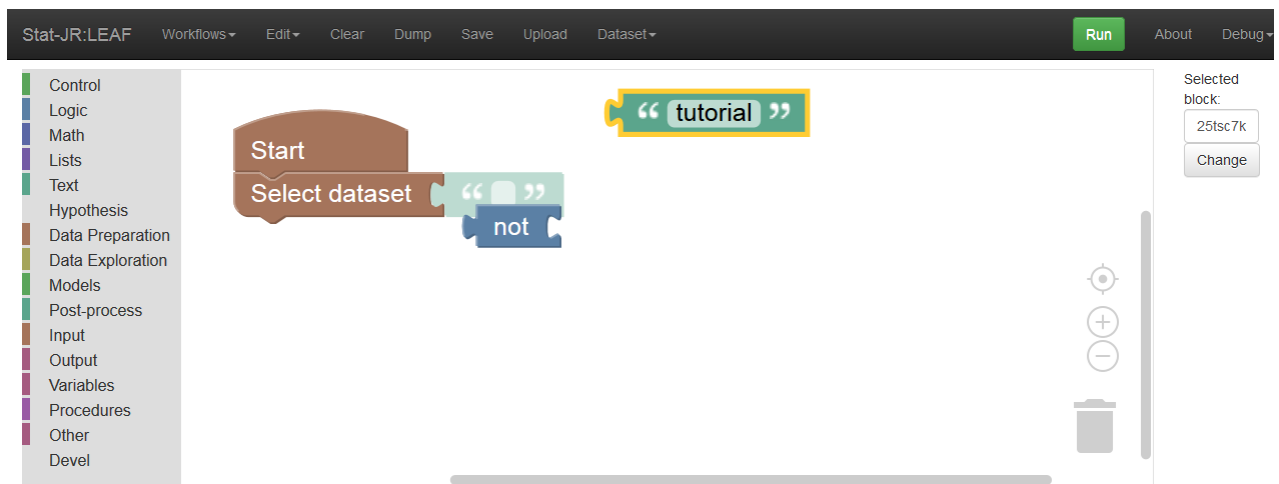 Stat-JR:LEAF Workflows Edit Clear Dump Save Upload Dataset Run About Debug
Control
Logic
Math
Lists
Text
Hypothesis
Data Preparation
Data Exploration
Models
Post-process
Input
Output
Variables
Procedures
Other
Devel
“ tutorial ”
Start
Select dataset “ ”
not
Selected
block:
25tsc7k
Change